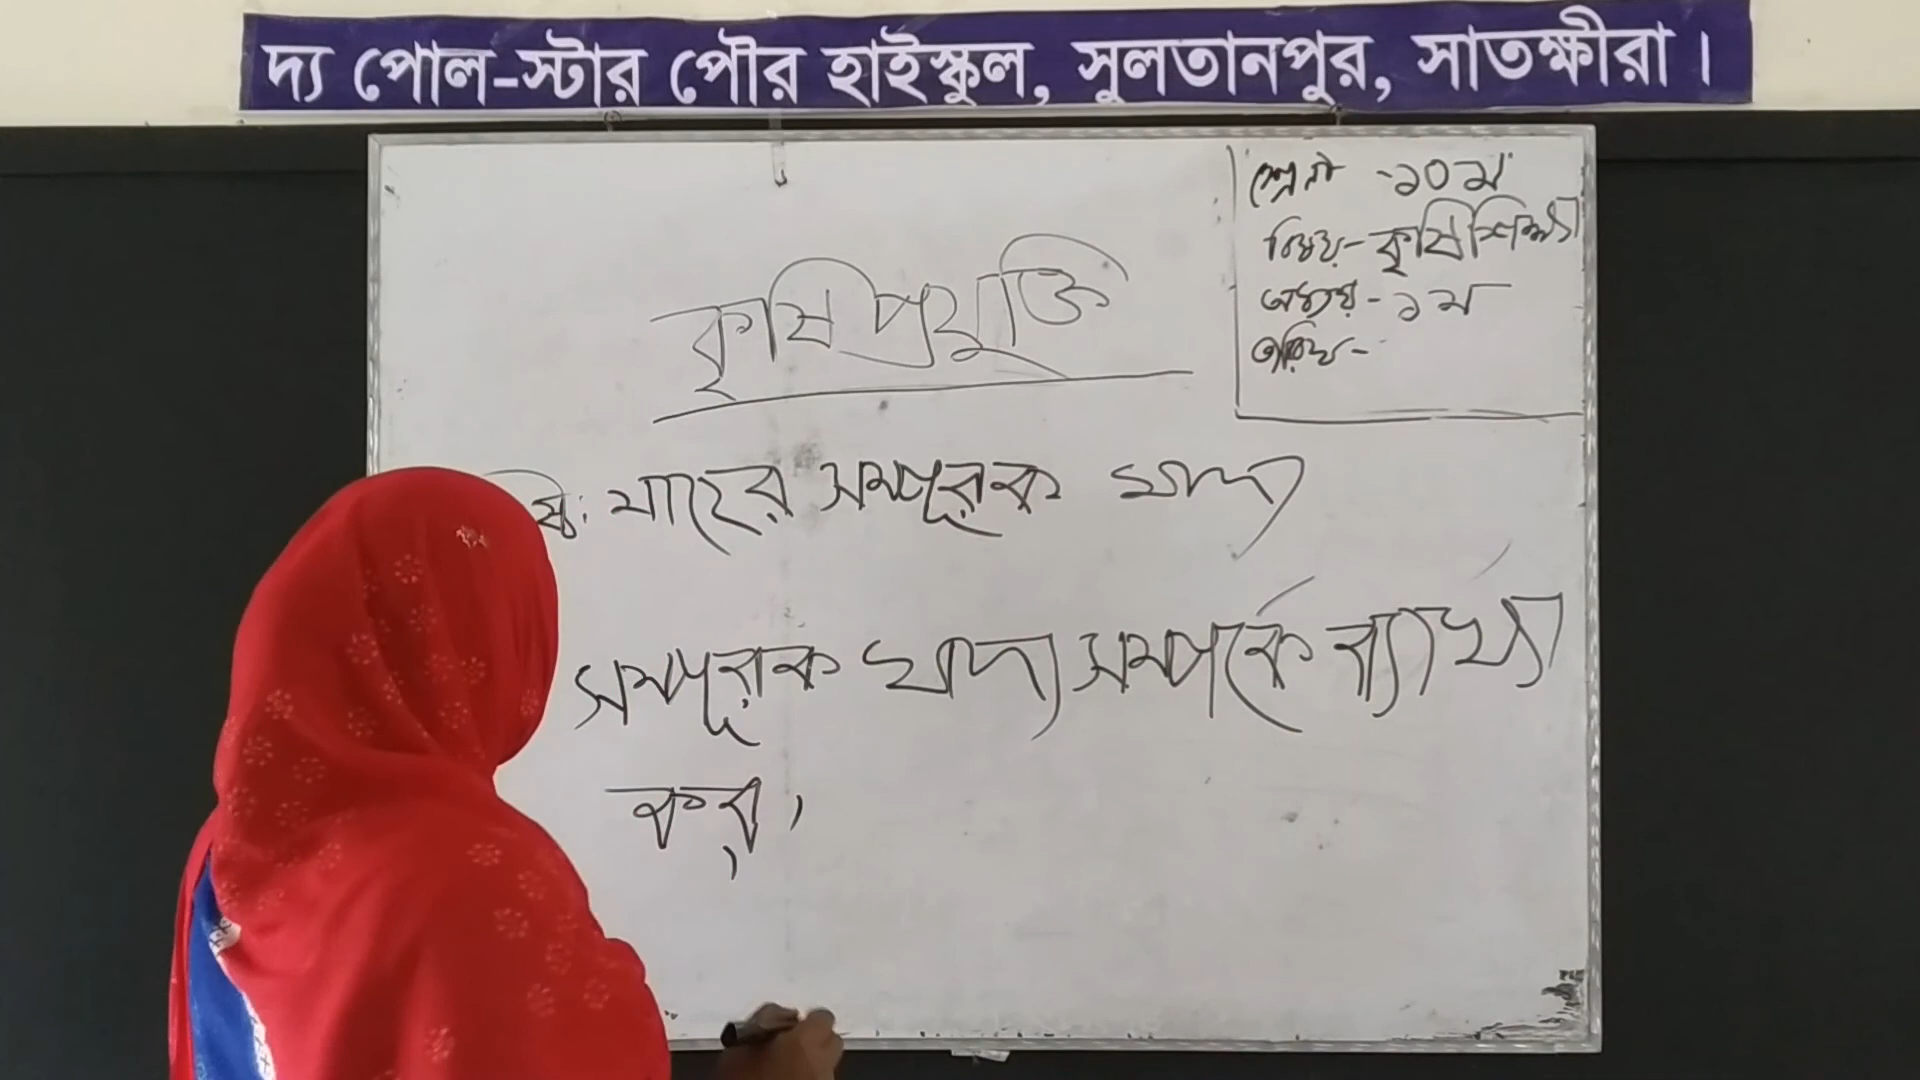 দ্য পোল-স্টার পৌর হাইস্কুল, সুলতানপুর, সাতক্ষীরা।
শ্রেণী - ১০ম
বিষয় - কৃষিশিক্ষা
অধ্যায় - ১ম
তারিখ -
কৃষি প্রযুক্তি
মাছের সম্পূরক খাদ্য
সম্পূরক খাদ্য সম্পর্কে ব্যাখ্যা
কর।